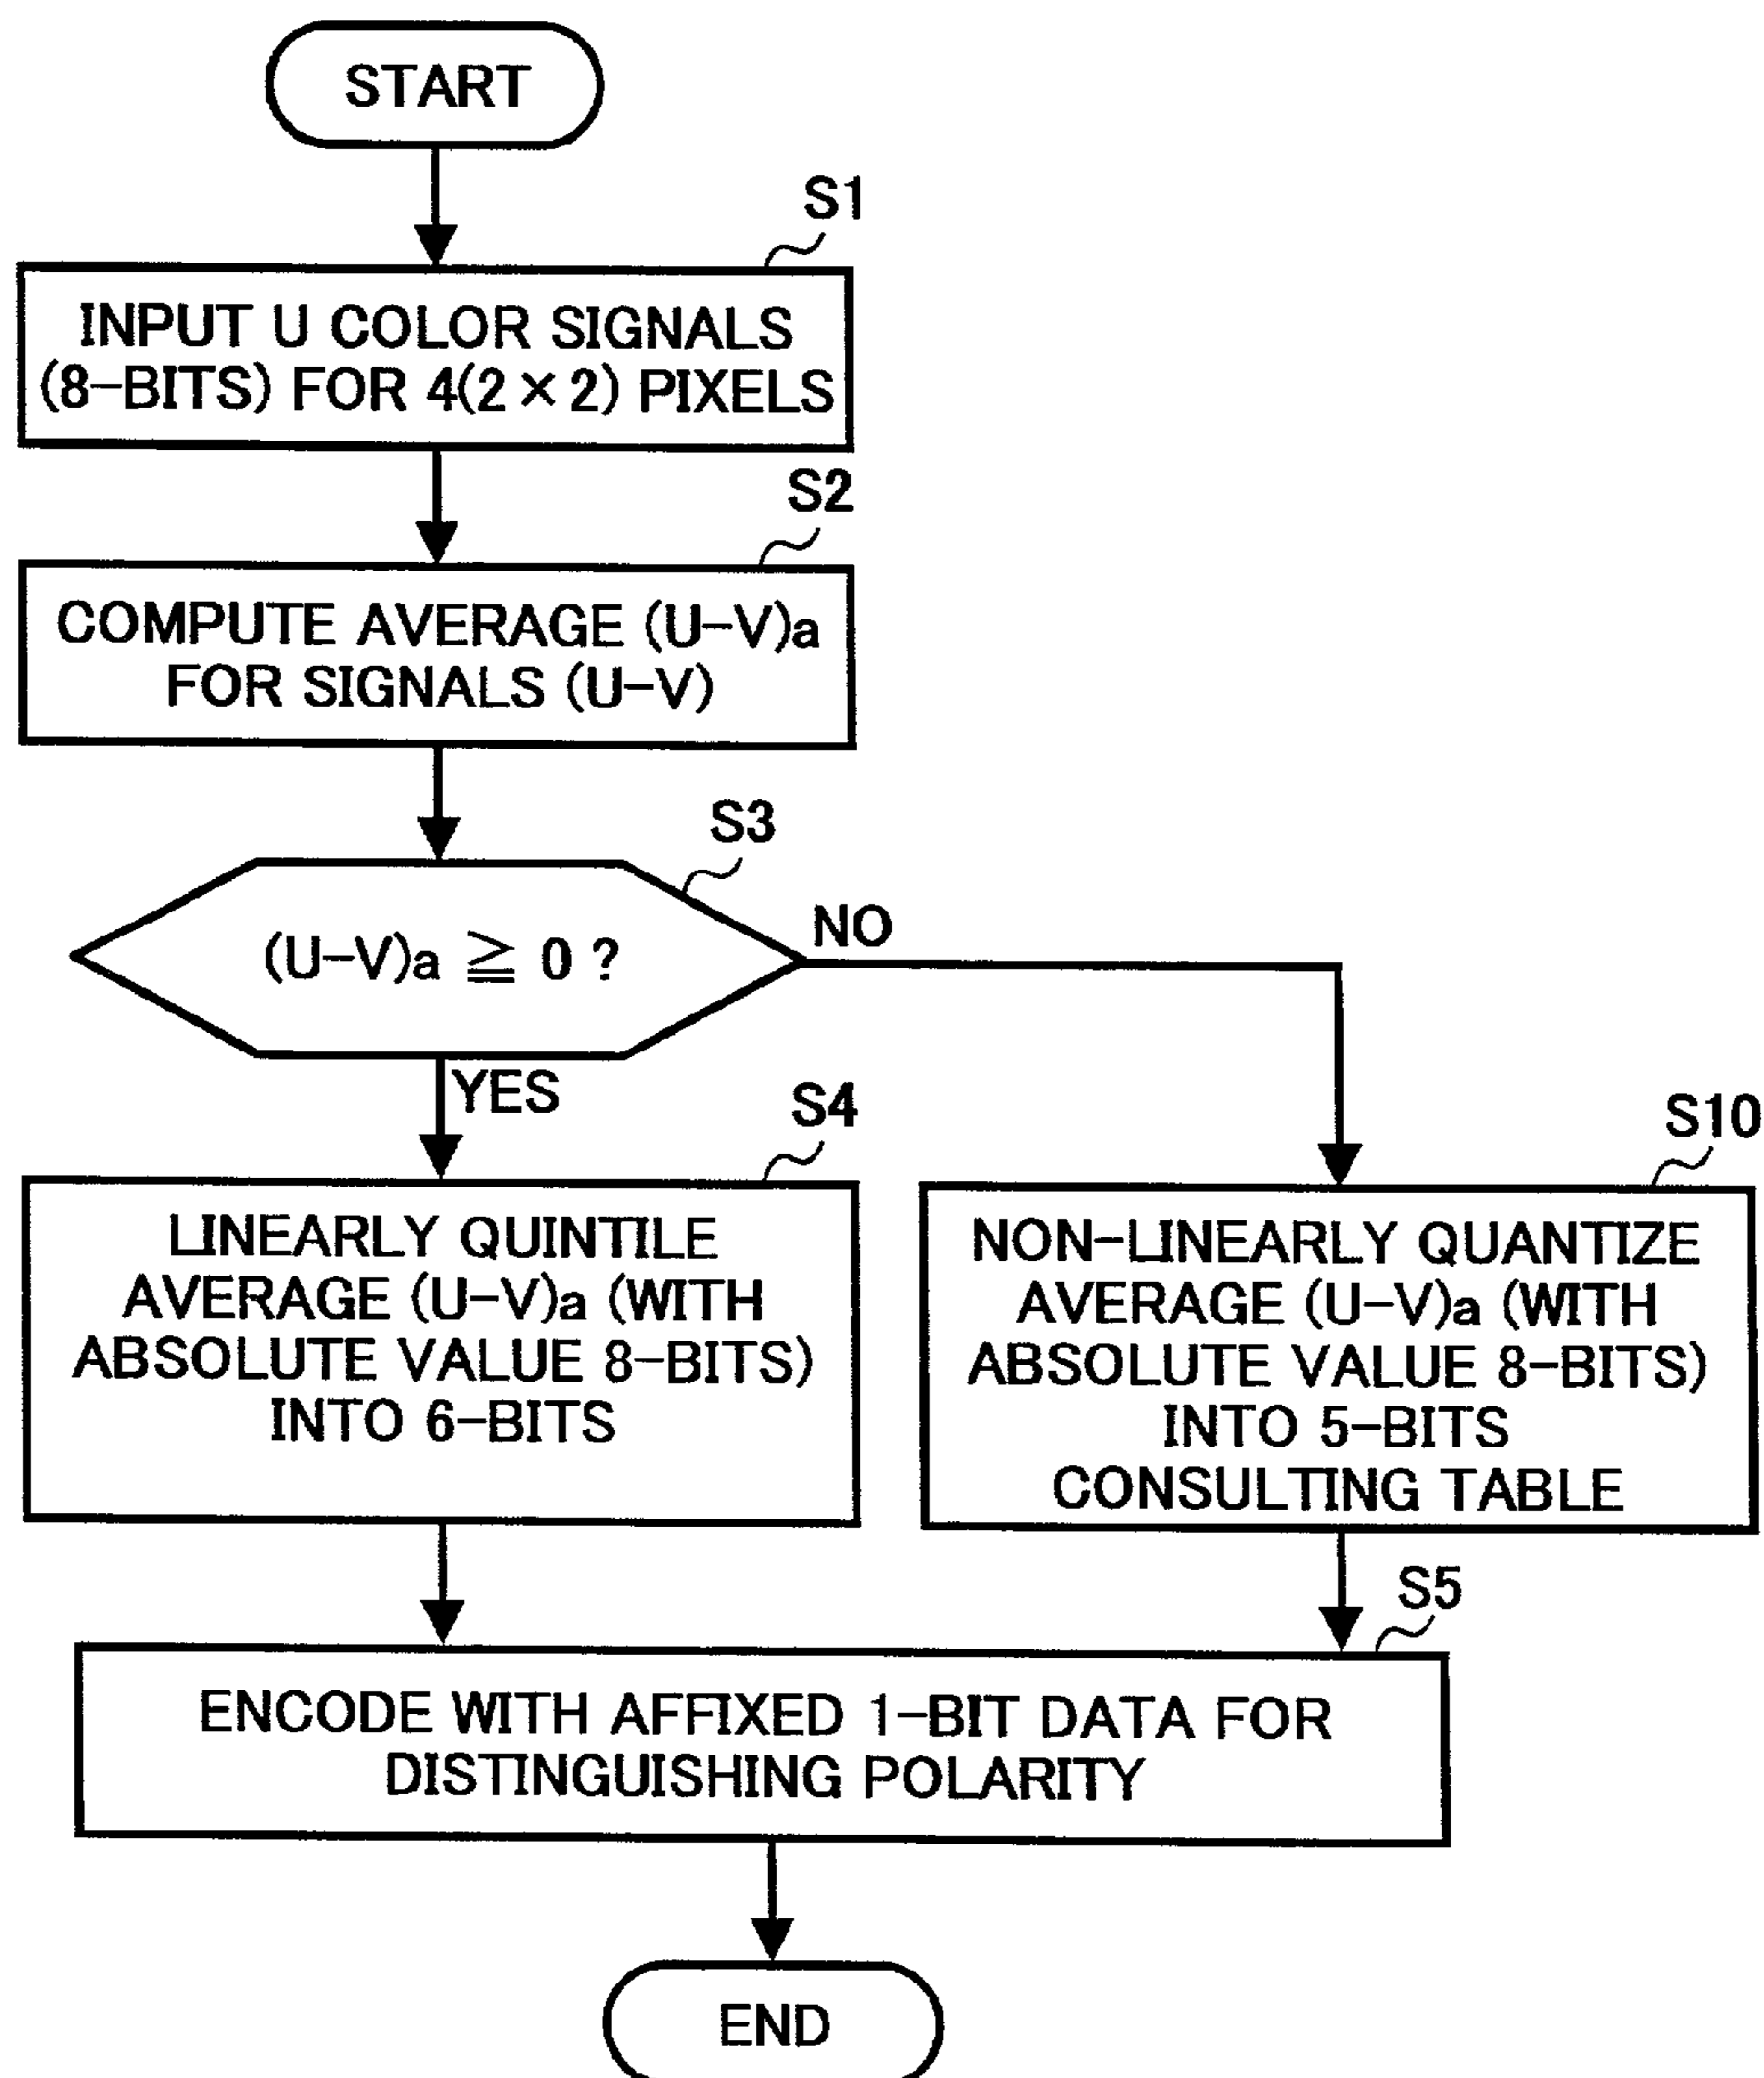 START
S1
INPUT U COLOR SIGNALS
(8-BITS) FOR 4(2 × 2) PIXELS
S2
COMPUTE AVERAGE (U-V)a
FOR SIGNALS (U-V)
S3
(U-V)a ≧ 0 ?
NO
YES
S4
LINEARLY QUINTILE
AVERAGE (U-V)a (WITH
ABSOLUTE VALUE 8-BITS)
INTO 6-BITS
S10
NON-LINEARLY QUANTIZE
AVERAGE (U-V)a (WITH
ABSOLUTE VALUE 8-BITS)
INTO 5-BITS
CONSULTING TABLE
S5
ENCODE WITH AFFIXED 1-BIT DATA FOR
DISTINGUISHING POLARITY
END